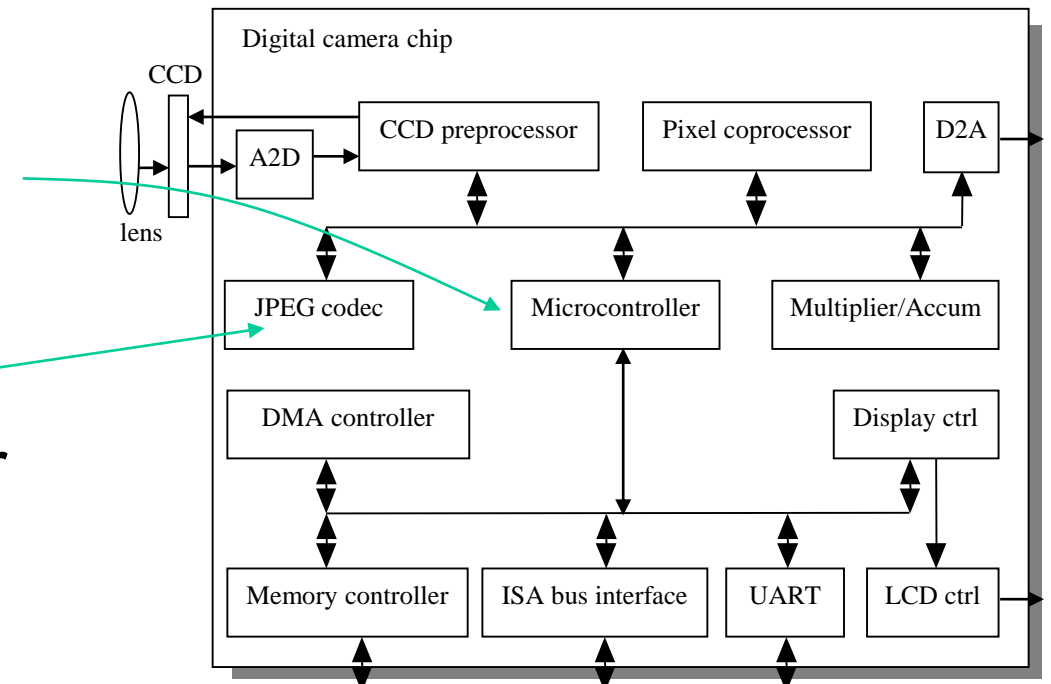 Digital camera chip
CCD
CCD preprocessor
Pixel coprocessor
D2A
A2D
lens
JPEG codec
Microcontroller
Multiplier/Accum
DMA controller
Display ctrl
Memory controller
ISA bus interface
UART
LCD ctrl